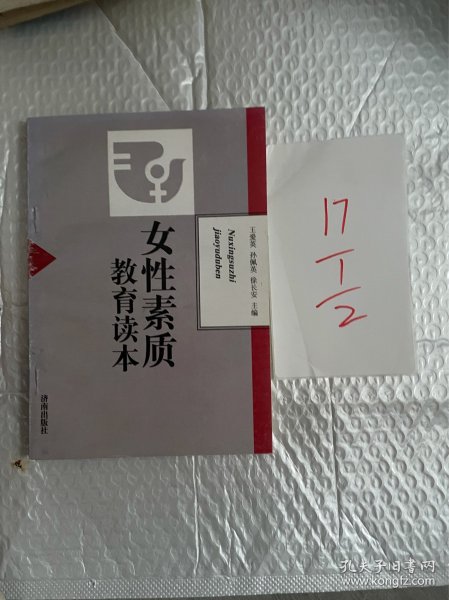 女性素质
教育读本
Nuxingsuzhi
jiaoyuduben
王爱英 孙佩英 徐长安 主编
济南出版社
17
1
2
孔夫子旧书网
www.kongfz.com